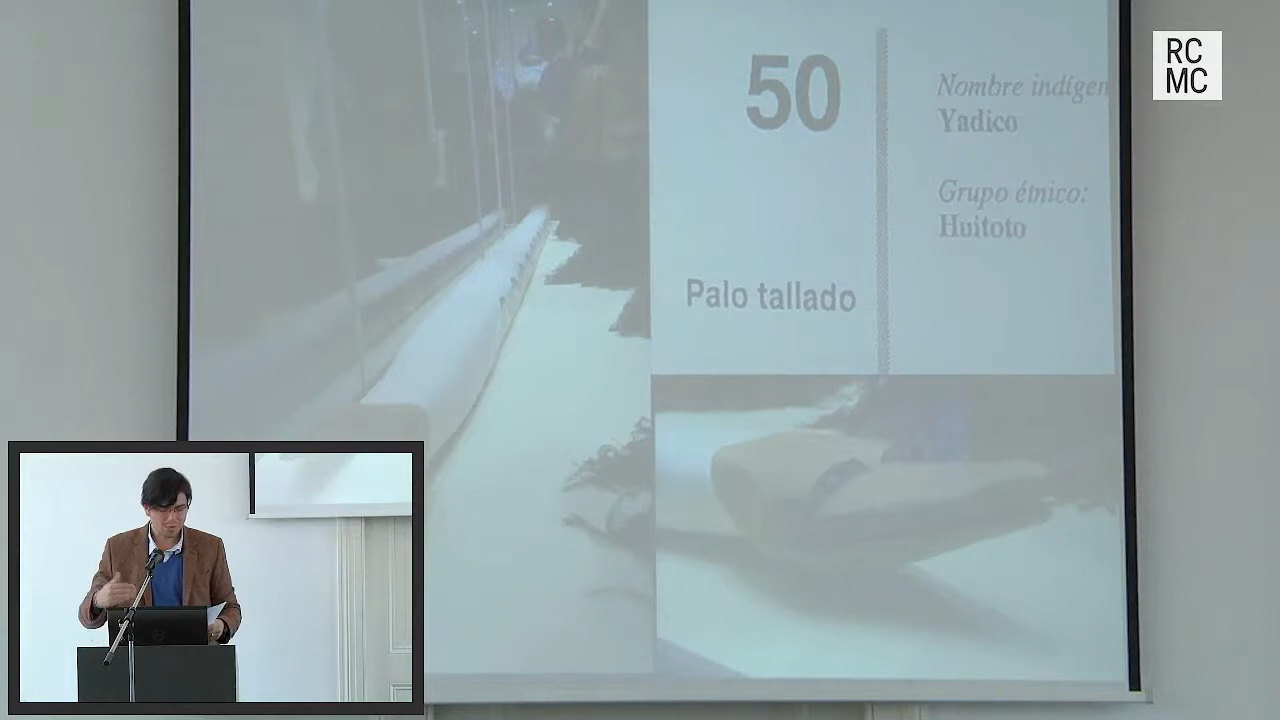 50
Nombre indígen
Yadico
Grupo étnico:
Huitoto
Palo tallado
RC
MC